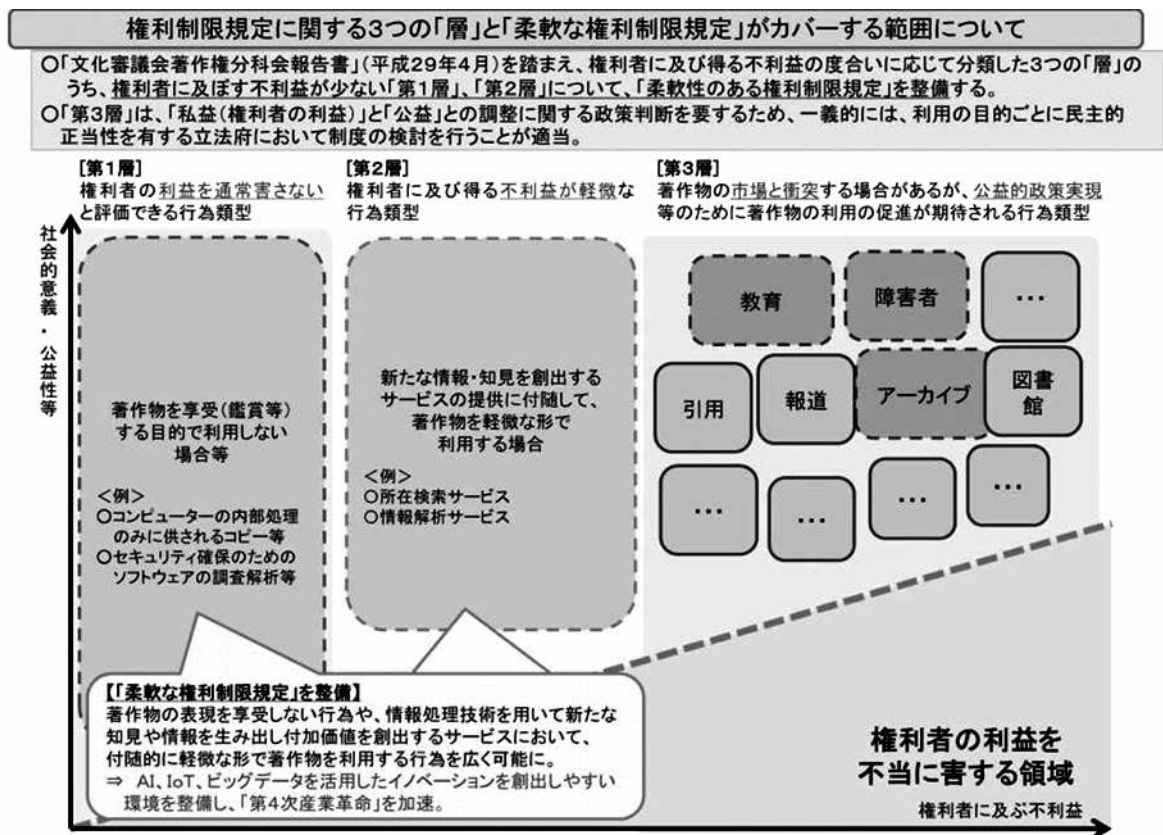 権利制限規定に関する3つの「層」と「柔軟な権利制限規定」がカバーする範囲について
○「文化審議会著作権分科会報告書」(平成29年4月)を踏まえ、権利者に及び得る不利益の度合いに応じて分類した3つの「層」の
うち、権利者に及ぼす不利益が少ない「第1層」、「第2層」について、「柔軟性のある権利制限規定」を整備する。
○「第3層」は、「私益(権利者の利益)」と「公益」との調整に関する政策判断を要するため、一義的には、利用の目的ごとに民主的
正当性を有する立法府において制度の検討を行うことが適当。
[第1層]
権利者の利益を通常害さない
と評価できる行為類型
[第2層]
権利者に及び得る不利益が軽微な
行為類型
[第3層]
著作物の市場と衝突する場合があるが、公益的政策実現
等のために著作物の利用の促進が期待される行為類型
社会的意義・公益性等
著作物を享受(鑑賞等)
する目的で利用しない
場合等
<例>
○コンピューターの内部処理
のみに供されるコピー等
○セキュリティ確保のための
ソフトウェアの調査解析等
新たな情報・知見を創出する
サービスの提供に付随して、
著作物を軽微な形で
利用する場合
<例>
○所在検索サービス
○情報解析サービス
教育
障害者
…
引用
報道
アーカイブ
図書
館
…
…
…
…
【「柔軟な権利制限規定」を整備】
著作物の表現を享受しない行為や、情報処理技術を用いて新たな
知見や情報を生み出し付加価値を創出するサービスにおいて、
付随的に軽微な形で著作物を利用する行為を広く可能に。
⇒ AI、IoT、ビッグデータを活用したイノベーションを創出しやすい
環境を整備し、「第4次産業革命」を加速。
権利者の利益を
不当に害する領域
権利者に及ぶ不利益